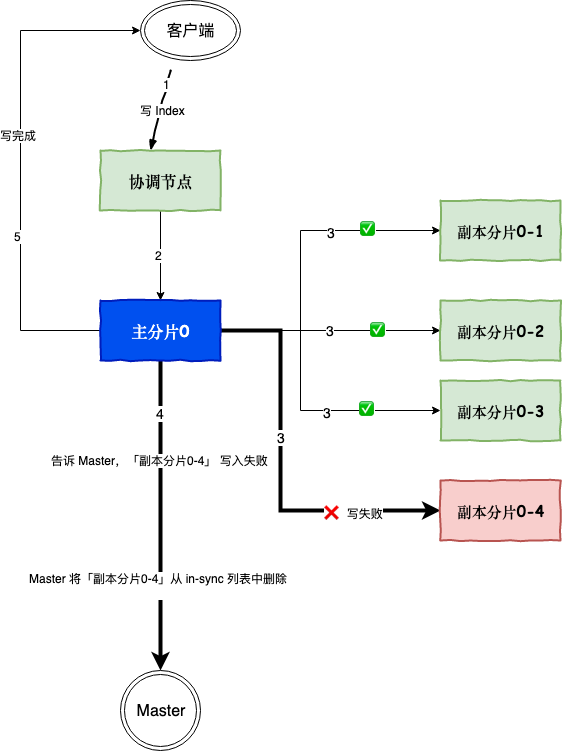 客户端
1
写 Index
写完成
协调节点
5
2
主分片0
3
副本分片0-1
3
副本分片0-2
3
副本分片0-3
4
3
告诉 Master，「副本分片0-4」 写入失败
写失败
副本分片0-4
Master 将「副本分片0-4」从 in-sync 列表中删除
Master